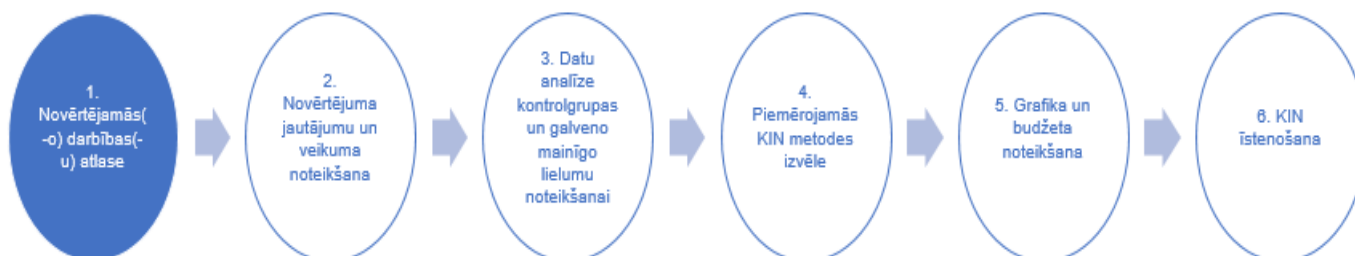 1.
Novērtējamās(
-o) darbības(-
u) atlase
2.
Novērtējuma
jautājumu un
veikuma
noteikšana
3. Datu
analīze
kontrolgrupas
un galveno
mainīgo
lielumu
noteikšanai
4.
Piemērojamās
KIN metodes
izvēle
5. Grafika un
budžeta
noteikšana
6. KIN
īstenošana